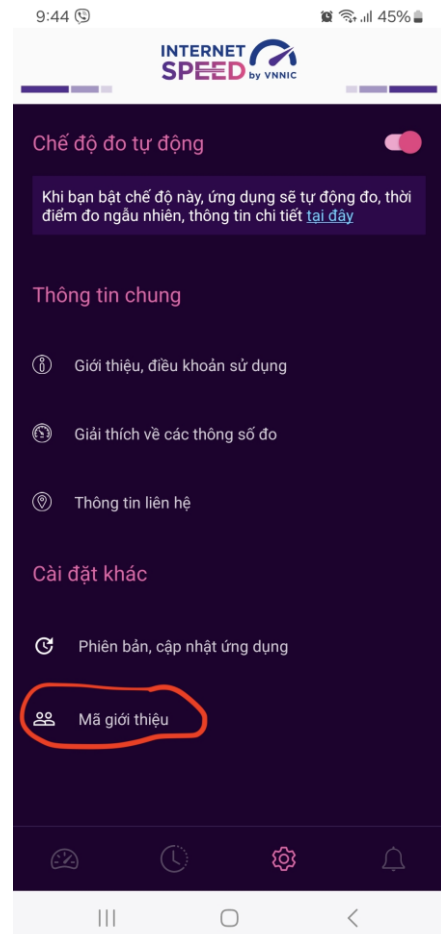 9:44
45%
INTERNET
SPEED by VNNIC
Chế độ đo tự động
Khi bạn bật chế độ này, ứng dụng sẽ tự động đo, thời
điểm đo ngẫu nhiên, thông tin chi tiết tại đây
Thông tin chung
Giới thiệu, điều khoản sử dụng
Giải thích về các thông số đo
Thông tin liên hệ
Cài đặt khác
Phiên bản, cập nhật ứng dụng
Mã giới thiệu